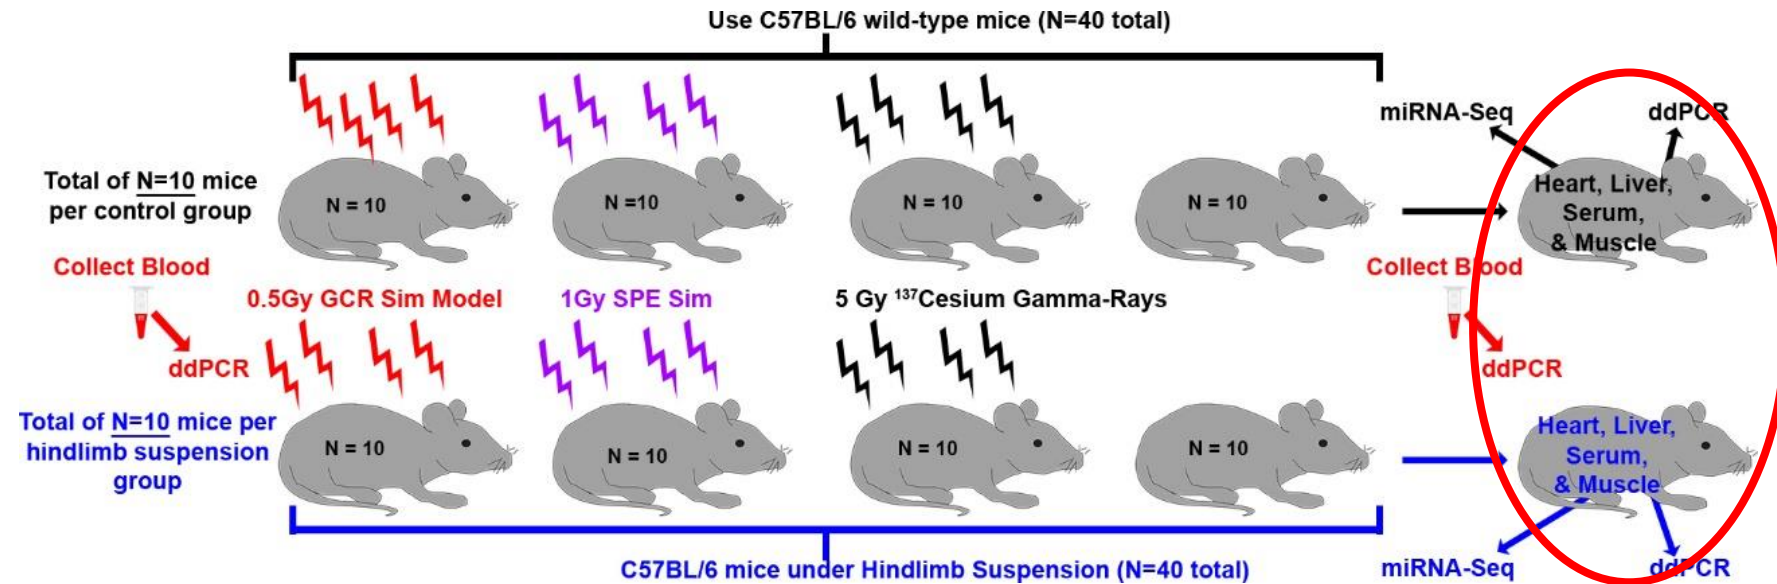 Use C57BL/6 wild-type mice (N=40 total)
miRNA-Seq
ddPCR
Total of N=10 mice
per control group
N = 10
N =10
N = 10
N = 10
Heart, Liver,
Serum,
& Muscle
Collect Blood
0.5Gy GCR Sim Model
1Gy SPE Sim
5 Gy ¹³⁷Cesium Gamma-Rays
Collect Blood
ddPCR
ddPCR
Total of N=10 mice per
hindlimb suspension
group
N = 10
N = 10
N = 10
N = 10
Heart, Liver,
Serum,
& Muscle
C57BL/6 mice under Hindlimb Suspension (N=40 total)
miRNA-Seq
ddPCR